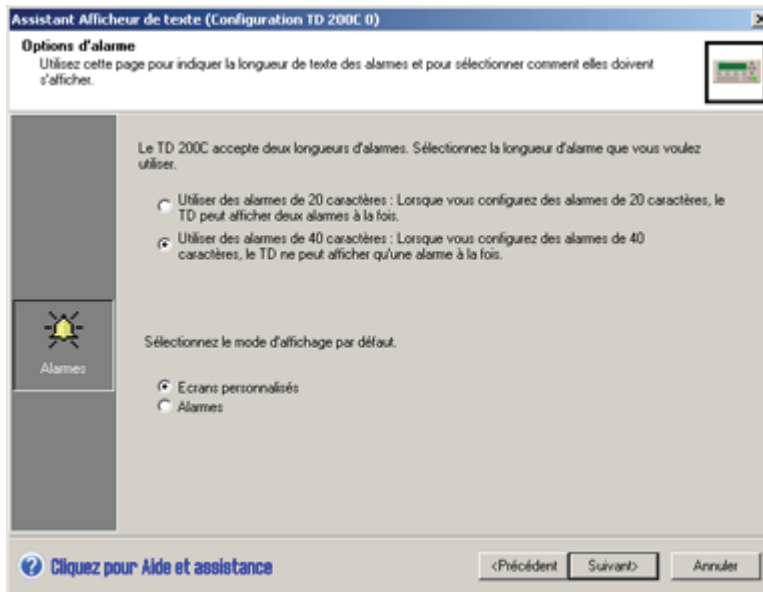 Assistant Afficheur de texte (Configuration TD 200C 0)
Options d'alarme
Utilisez cette page pour indiquer la longueur de texte des alarmes et pour sélectionner comment elles doivent
s'afficher.
Le TD 200C accepte deux longueurs d'alarmes. Sélectionnez la longueur d'alarme que vous voulez
utiliser.
Utiliser des alarmes de 20 caractères : Lorsque vous configurez des alarmes de 20 caractères, le
TD peut afficher deux alarmes à la fois.
Utiliser des alarmes de 40 caractères : Lorsque vous configurez des alarmes de 40
caractères, le TD ne peut afficher qu'une alarme à la fois.
Alarmes
Sélectionnez le mode d'affichage par défaut.
Ecrans personnalisés
Alarmes
Cliquez pour Aide et assistance
<Précédent
Suivant>
Annuler